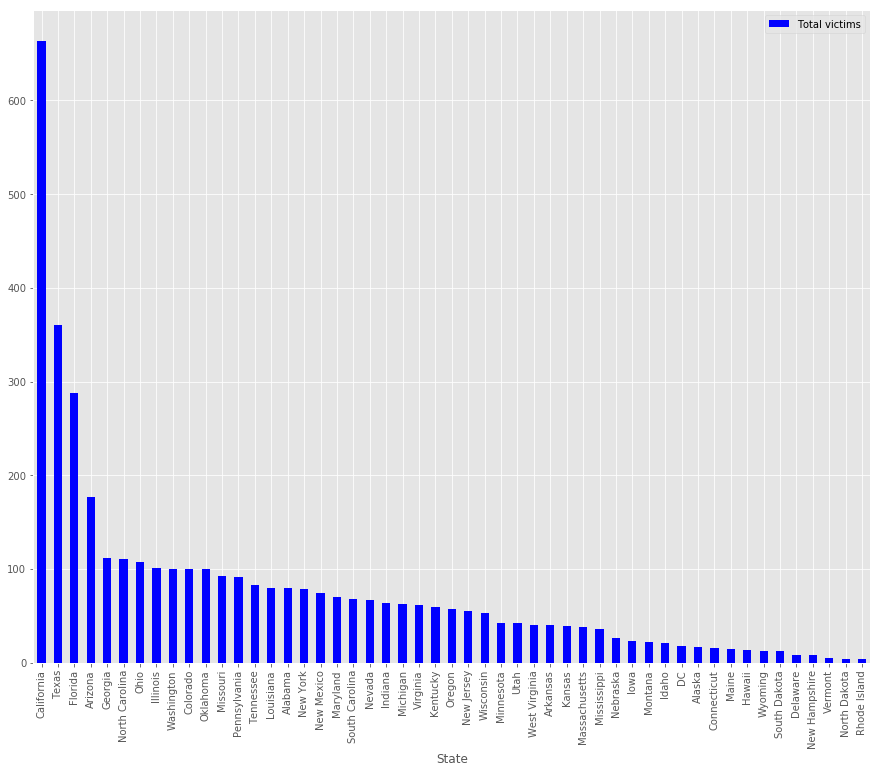 Total victims
600
500
400
300
200
100
0
California
Texas
Florida
Arizona
Georgia
North Carolina
Ohio
Illinois
Washington
Colorado
Oklahoma
Missouri
Pennsylvania
Tennessee
Louisiana
Alabama
New York
New Mexico
Maryland
South Carolina
Nevada
Indiana
Michigan
Virginia
Kentucky
Oregon
New Jersey
Wisconsin
Minnesota
Utah
West Virginia
Arkansas
Kansas
Massachusetts
Mississippi
Nebraska
Iowa
Montana
Idaho
DC
Alaska
Connecticut
Maine
Hawaii
Wyoming
South Dakota
Delaware
New Hampshire
Vermont
North Dakota
Rhode Island
State